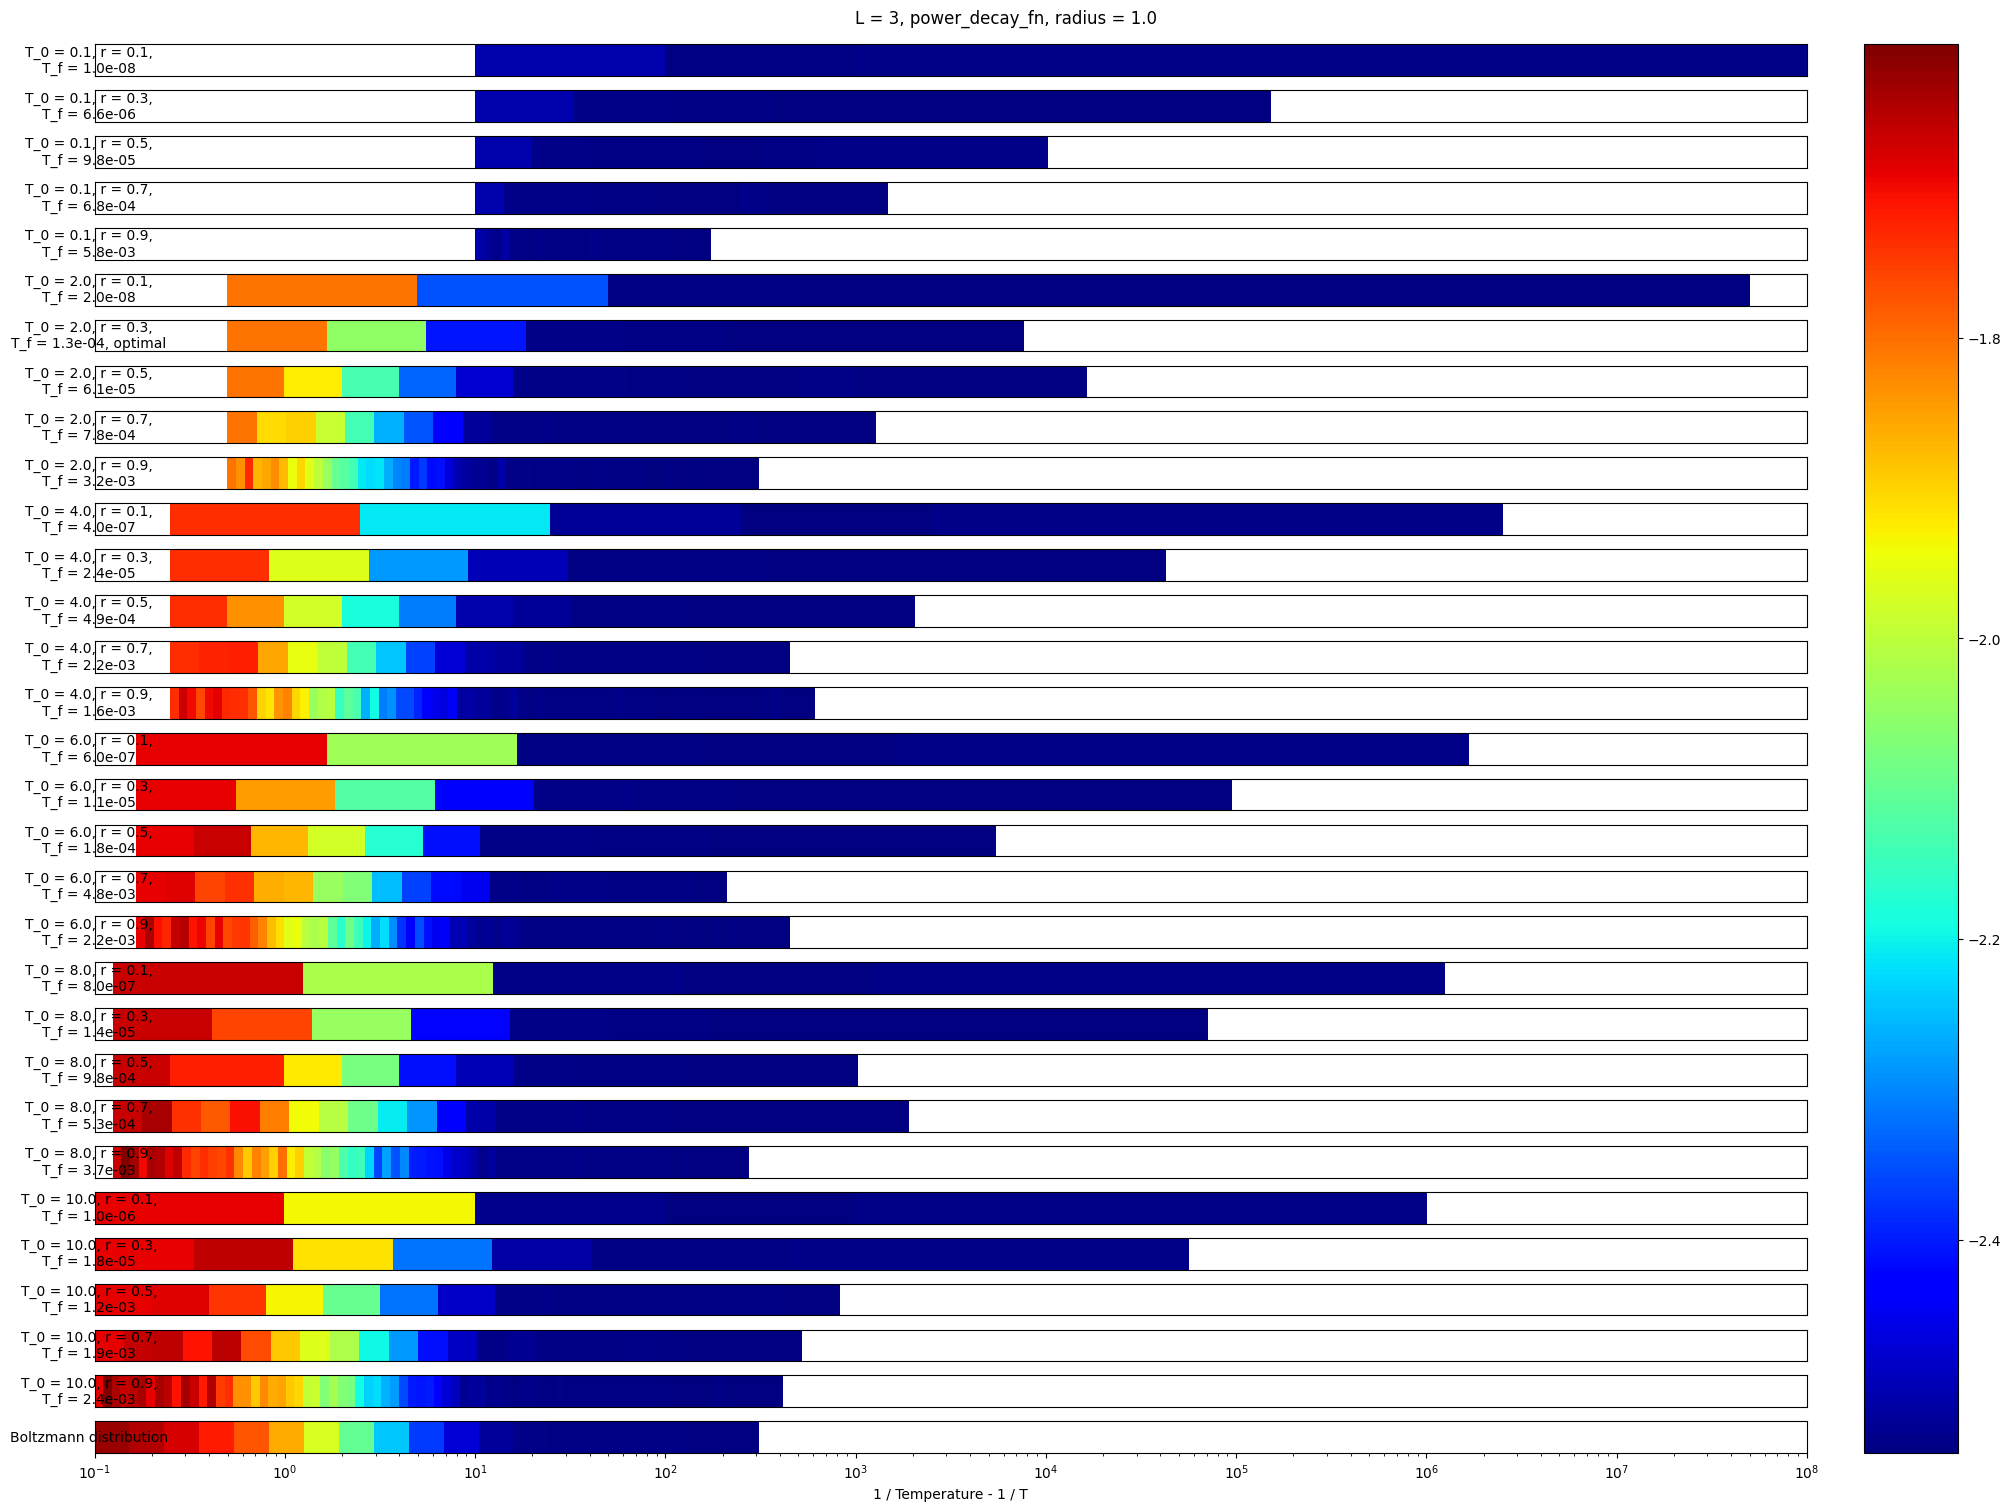 L = 3, power_decay_fn, radius = 1.0
T_0 = 0.1, r = 0.1,
T_f = 1.0e-08
T_0 = 0.1, r = 0.3,
T_f = 6.6e-06
T_0 = 0.1, r = 0.5,
T_f = 9.8e-05
T_0 = 0.1, r = 0.7,
T_f = 6.8e-04
T_0 = 0.1, r = 0.9,
T_f = 5.8e-03
T_0 = 2.0, r = 0.1,
T_f = 2.0e-08
T_0 = 2.0, r = 0.3,
T_f = 1.3e-04, optimal
T_0 = 2.0, r = 0.5,
T_f = 6.1e-05
T_0 = 2.0, r = 0.7,
T_f = 7.8e-04
T_0 = 2.0, r = 0.9,
T_f = 3.2e-03
T_0 = 4.0, r = 0.1,
T_f = 4.0e-07
T_0 = 4.0, r = 0.3,
T_f = 2.4e-05
T_0 = 4.0, r = 0.5,
T_f = 4.9e-04
T_0 = 4.0, r = 0.7,
T_f = 2.2e-03
T_0 = 4.0, r = 0.9,
T_f = 1.6e-03
T_0 = 6.0, r = 0.1,
T_f = 6.0e-07
T_0 = 6.0, r = 0.3,
T_f = 1.1e-05
T_0 = 6.0, r = 0.5,
T_f = 1.8e-04
T_0 = 6.0, r = 0.7,
T_f = 4.8e-03
T_0 = 6.0, r = 0.9,
T_f = 2.2e-03
T_0 = 8.0, r = 0.1,
T_f = 8.0e-07
T_0 = 8.0, r = 0.3,
T_f = 1.4e-05
T_0 = 8.0, r = 0.5,
T_f = 9.8e-04
T_0 = 8.0, r = 0.7,
T_f = 5.3e-04
T_0 = 8.0, r = 0.9,
T_f = 3.7e-03
T_0 = 10.0, r = 0.1,
T_f = 1.0e-06
T_0 = 10.0, r = 0.3,
T_f = 1.8e-05
T_0 = 10.0, r = 0.5,
T_f = 1.2e-03
T_0 = 10.0, r = 0.7,
T_f = 1.9e-03
T_0 = 10.0, r = 0.9,
T_f = 2.4e-03
Boltzmann distribution
10⁻¹ 10⁰ 10¹ 10² 10³ 10⁴ 10⁵ 10⁶ 10⁷ 10⁸
1 / Temperature - 1 / T
−1.8
−2.0
−2.2
−2.4